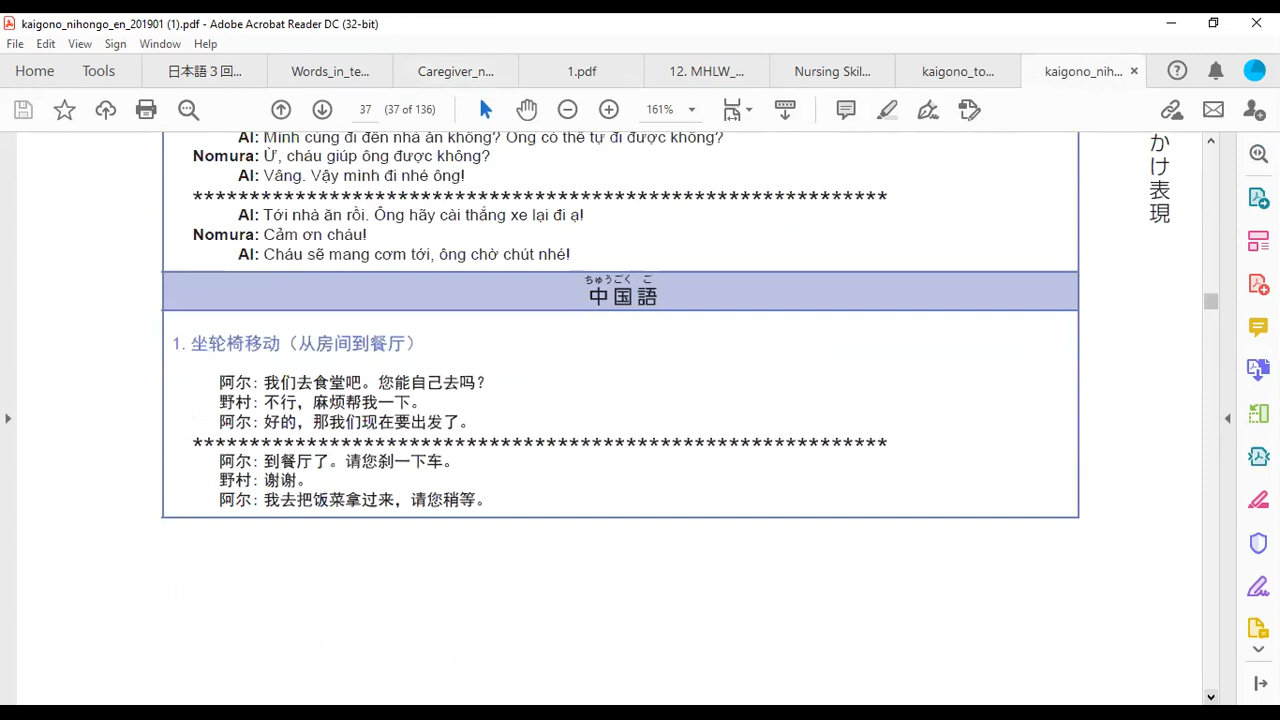 kaigono_nihongo_en_201901 (1).pdf - Adobe Acrobat Reader DC (32-bit)
File Edit View Sign Window Help
Home Tools 日本語３回... Words_in_te... Caregiver_n... 1.pdf 12. MHLW_... Nursing Skil... kaigono_to... kaigono_nih... ×
37 (37 of 136) 161%
かけ表現
AI: Mình cùng đi đến nhà ăn không? Ông có thể tự đi được không?
Nomura: Ừ, cháu giúp ông được không?
AI: Vâng. Vậy mình đi nhé ông!
*************************************************************
AI: Tới nhà ăn rồi. Ông hãy cài thắng xe lại đi ạ!
Nomura: Cảm ơn cháu!
AI: Cháu sẽ mang cơm tới, ông chờ chút nhé!
ちゅうごく ご
中国語
1. 坐轮椅移动（从房间到餐厅）
阿尔：我们去食堂吧。您能自己去吗？
野村：不行，麻烦帮我一下。
阿尔：好的，那我们现在要出发了。
*************************************************************
阿尔：到餐厅了。请您刹一下车。
野村：谢谢。
阿尔：我去把饭菜拿过来，请您稍等。